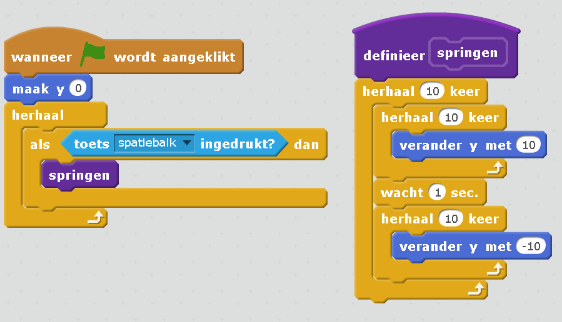 wanneer wordt aangeklikt
maak y 0
herhaal
als toets spatiebalk ingedrukt? dan
springen
definieer springen
herhaal 10 keer
herhaal 10 keer
verander y met 10
wacht 1 sec.
herhaal 10 keer
verander y met -10